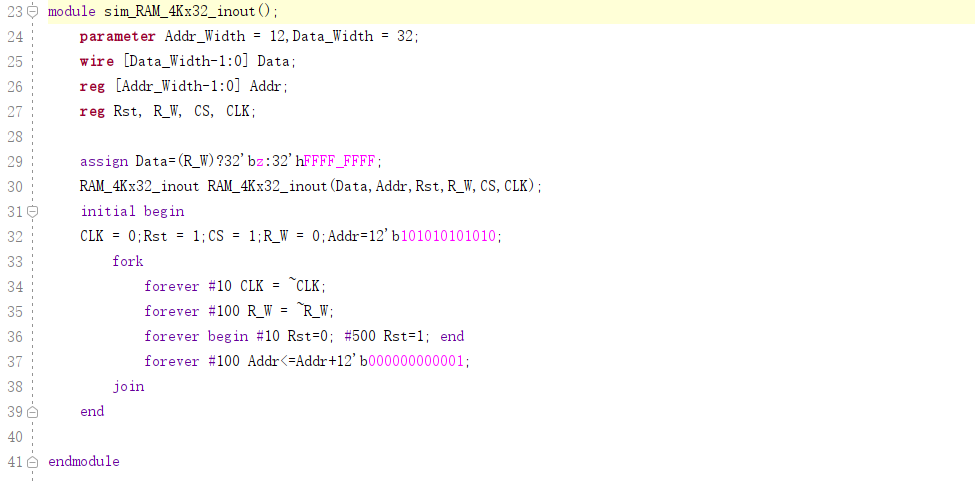 23 module sim_RAM_4Kx32_inout();
24 parameter Addr_Width = 12,Data_Width = 32;
25 wire [Data_Width-1:0] Data;
26 reg [Addr_Width-1:0] Addr;
27 reg Rst, R_W, CS, CLK;
28
29 assign Data=(R_W)?32'bz:32'hFFFF_FFFF;
30 RAM_4Kx32_inout RAM_4Kx32_inout(Data,Addr,Rst,R_W,CS,CLK);
31 initial begin
32 CLK = 0;Rst = 1;CS = 1;R_W = 0;Addr=12'b101010101010;
33 fork
34 forever #10 CLK = ~CLK;
35 forever #100 R_W = ~R_W;
36 forever begin #10 Rst=0; #500 Rst=1; end
37 forever #100 Addr<=Addr+12'b000000000001;
38 join
39 end
40
41 endmodule